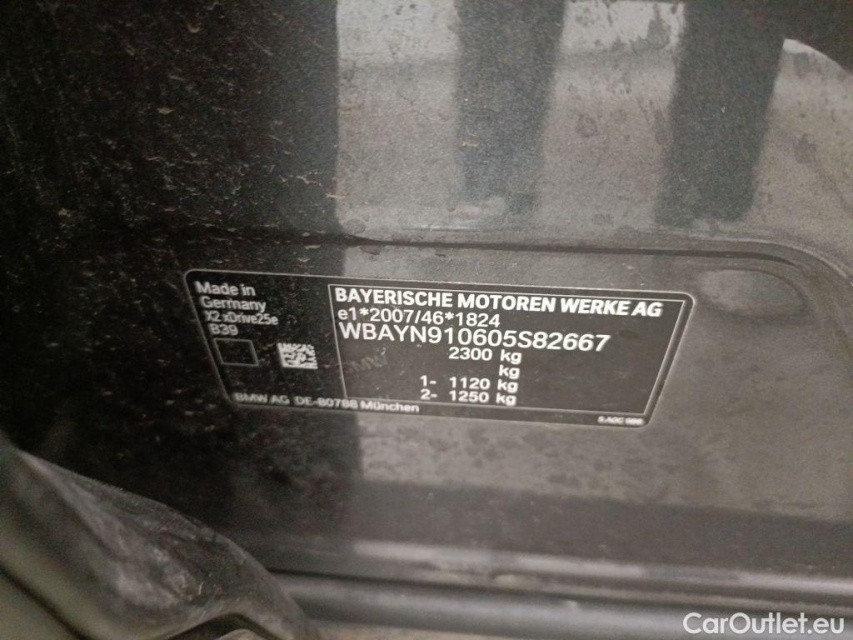 Made in
Germany
X2 xDrive25e
B39
BAYERISCHE MOTOREN WERKE AG
e1*2007/46*1824
WBAYN910605S82667
2300 kg
kg
1- 1120 kg
2- 1250 kg
BMW AG DE-80788 München
CarOutlet.eu